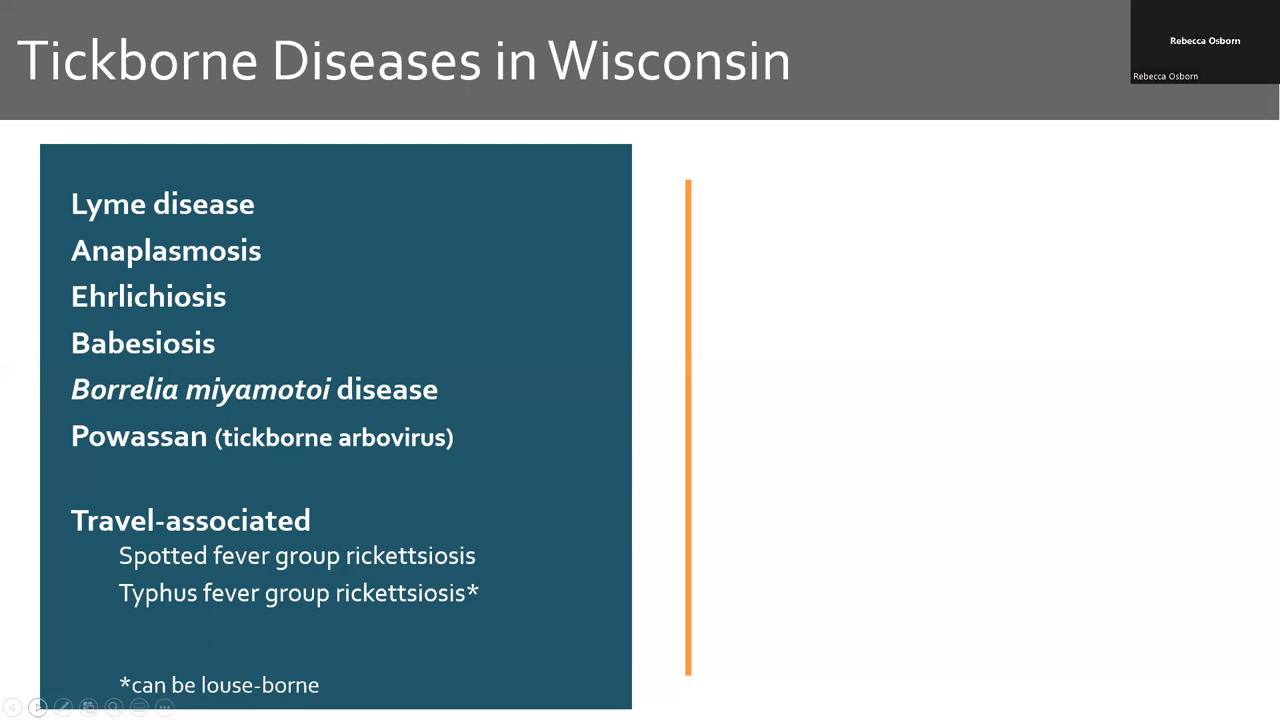 Tickborne Diseases in Wisconsin
Rebecca Osborn
Rebecca Osborn
Lyme disease
Anaplasmosis
Ehrlichiosis
Babesiosis
Borrelia miyamotoi disease
Powassan (tickborne arbovirus)
Travel-associated
Spotted fever group rickettsiosis
Typhus fever group rickettsiosis*
*can be louse-borne